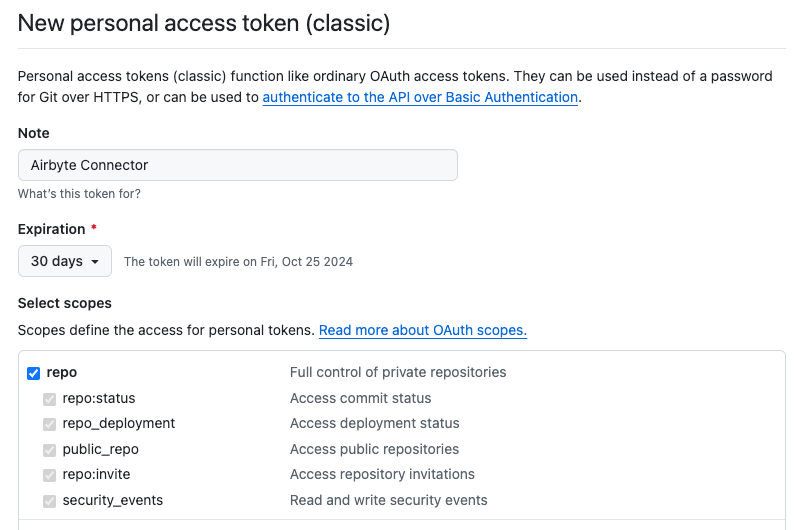 New personal access token (classic)
Personal access tokens (classic) function like ordinary OAuth access tokens. They can be used instead of a password
for Git over HTTPS, or can be used to authenticate to the API over Basic Authentication.
Note
Airbyte Connector
What's this token for?
Expiration *
30 days The token will expire on Fri, Oct 25 2024
Select scopes
Scopes define the access for personal tokens. Read more about OAuth scopes.
repo Full control of private repositories
repo:status Access commit status
repo_deployment Access deployment status
public_repo Access public repositories
repo:invite Access repository invitations
security_events Read and write security events